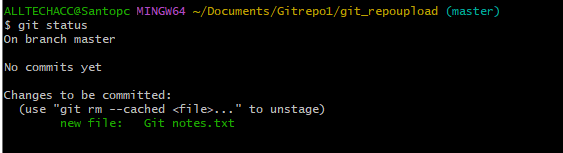 ALLTECHACC@Santopc MINGW64 ~/Documents/Gitrepo1/git_repoupload (master)
$ git status
On branch master
No commits yet
Changes to be committed:
  (use "git rm --cached <file>..." to unstage)
        new file:   Git notes.txt